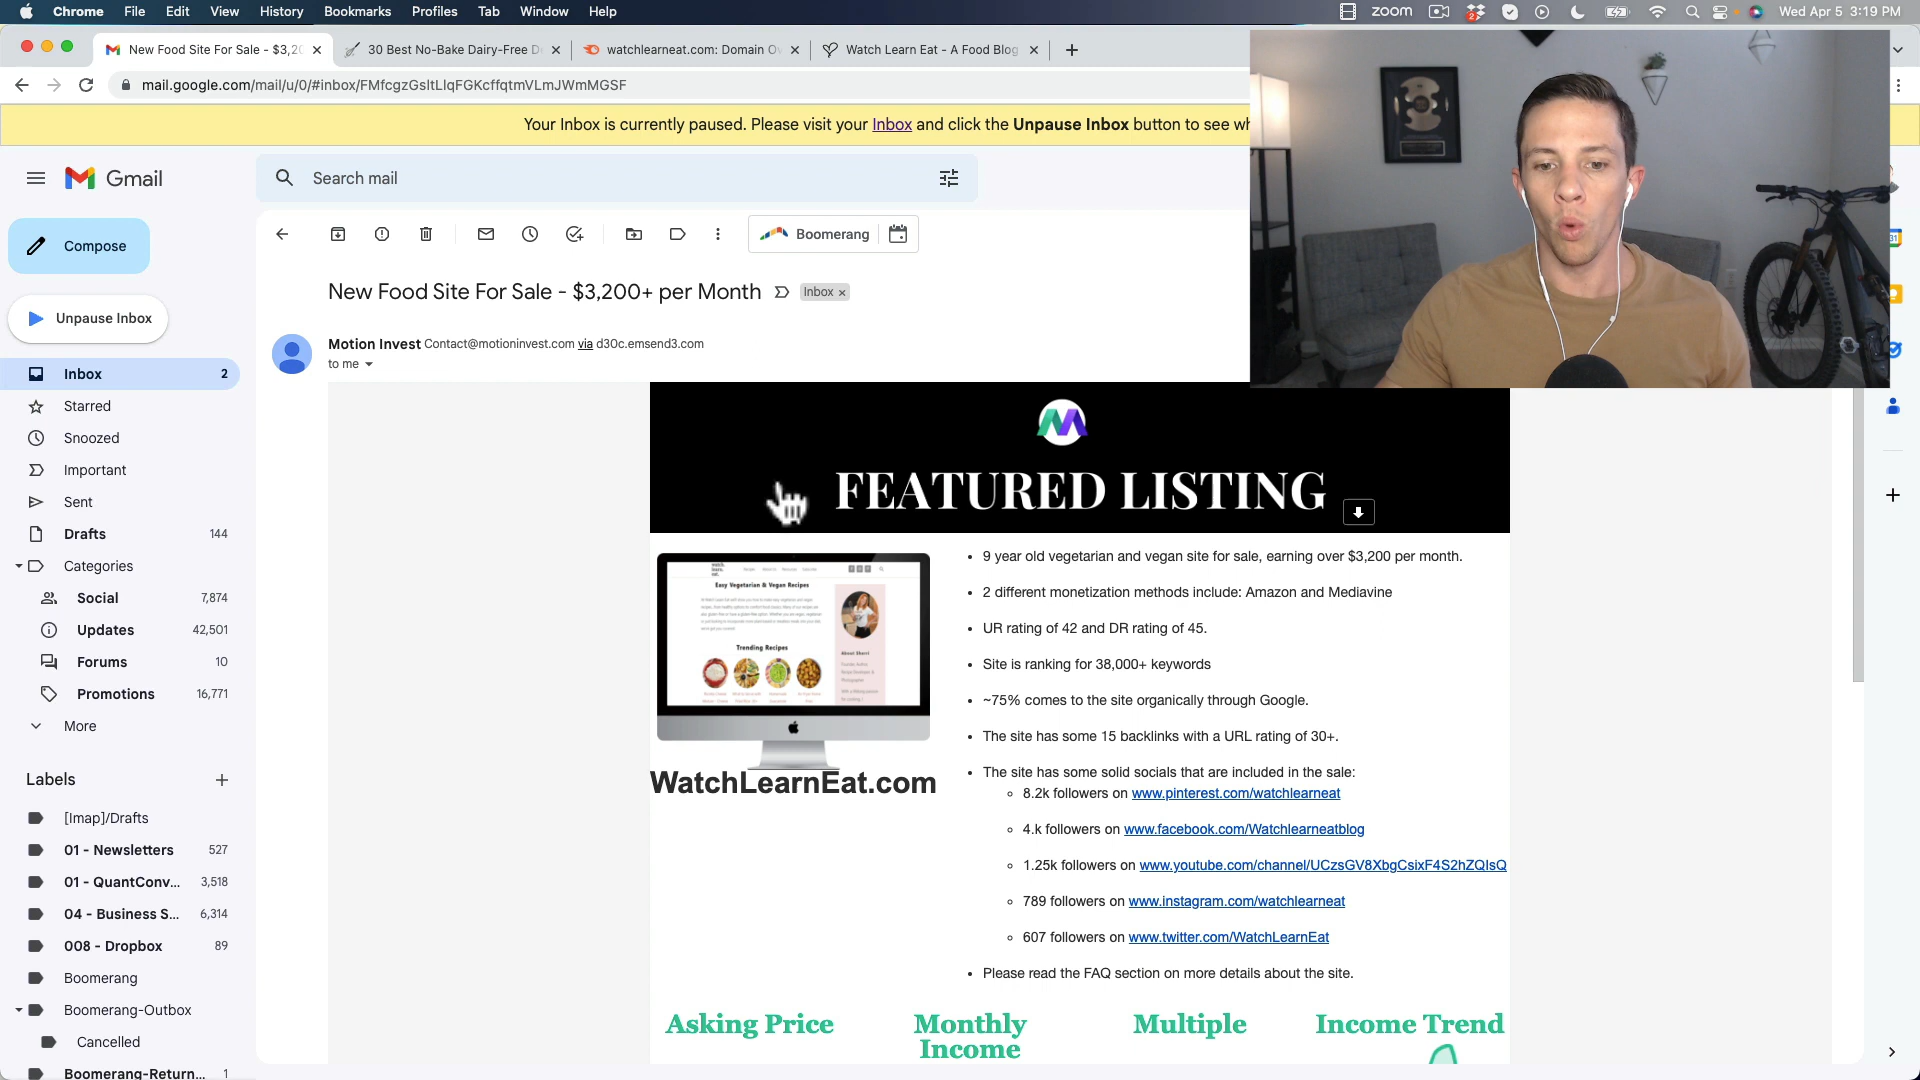 Chrome File Edit View History Bookmarks Profiles Tab Window Help
zoom 2 Wed Apr 5 3:19 PM
New Food Site For Sale - $3,20
30 Best No-Bake Dairy-Free D
watchlearneat.com: Domain Ov
Watch Learn Eat - A Food Blog
mail.google.com/mail/u/0/#inbox/FMfcgzGsltLlqFGKcffqtmVLmJWmMGSF
Your Inbox is currently paused. Please visit your Inbox and click the Unpause Inbox button to see wh
Gmail
Search mail
Compose
Boomerang
Unpause Inbox
New Food Site For Sale - $3,200+ per Month
Inbox x
Motion Invest Contact@motioninvest.com via d30c.emsend3.com
to me
Inbox 2
Starred
Snoozed
Important
Sent
Drafts 144
Categories
Social 7,874
Updates 42,501
Forums 10
Promotions 16,771
More
Labels
[Imap]/Drafts
01 - Newsletters 527
01 - QuantConv... 3,518
04 - Business S... 6,314
008 - Dropbox 89
Boomerang
Boomerang-Outbox
Cancelled
Boomerang-Return... 1
FEATURED LISTING
Easy Vegetarian & Vegan Recipes
Trending Recipes
About Sherri
WatchLearnEat.com
• 9 year old vegetarian and vegan site for sale, earning over $3,200 per month.
• 2 different monetization methods include: Amazon and Mediavine
• UR rating of 42 and DR rating of 45.
• Site is ranking for 38,000+ keywords
• ~75% comes to the site organically through Google.
• The site has some 15 backlinks with a URL rating of 30+.
• The site has some solid socials that are included in the sale:
8.2k followers on www.pinterest.com/watchlearneat
4.k followers on www.facebook.com/Watchlearneatblog
1.25k followers on www.youtube.com/channel/UCzsGV8XbgCsixF4S2hZQIsQ
789 followers on www.instagram.com/watchlearneat
607 followers on www.twitter.com/WatchLearnEat
• Please read the FAQ section on more details about the site.
Asking Price
Monthly
Income
Multiple
Income Trend
31